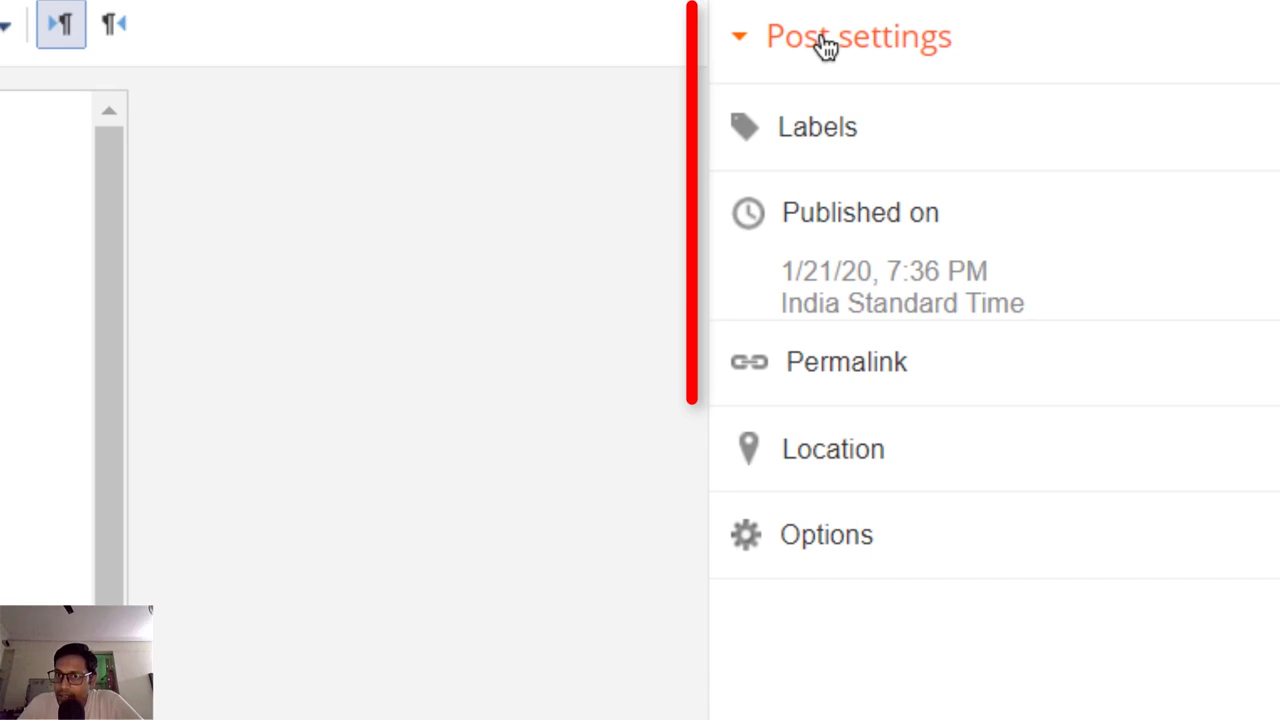 Post settings
Labels
Published on
1/21/20, 7:36 PM
India Standard Time
Permalink
Location
Options